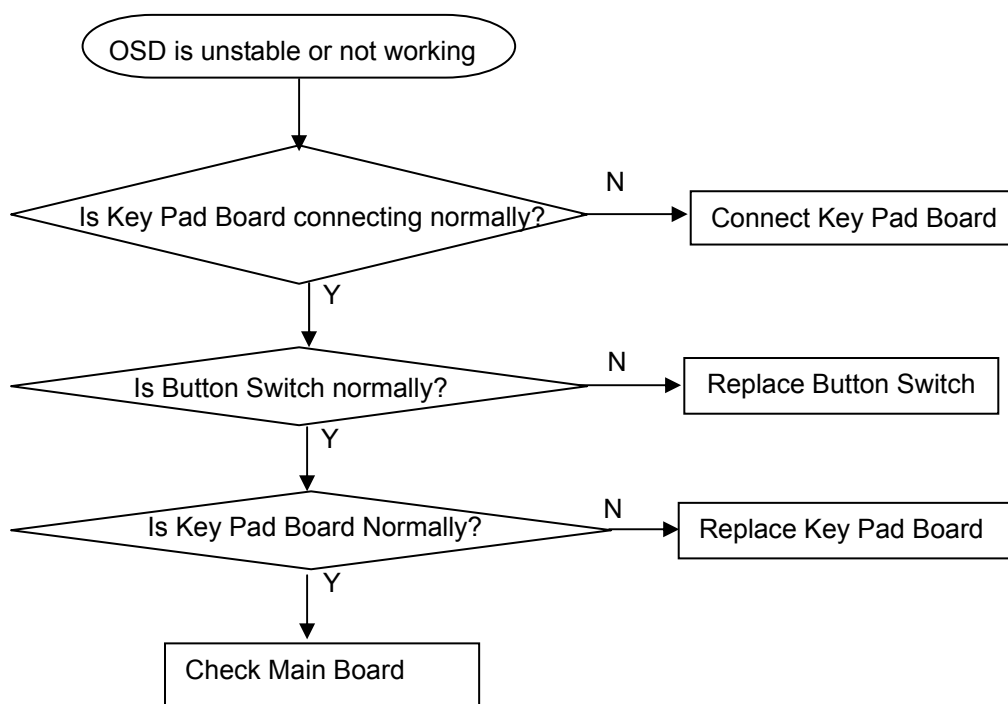 OSD is unstable or not working
Is Key Pad Board connecting normally?
N
Connect Key Pad Board
Y
Is Button Switch normally?
N
Replace Button Switch
Y
Is Key Pad Board Normally?
N
Replace Key Pad Board
Y
Check Main Board